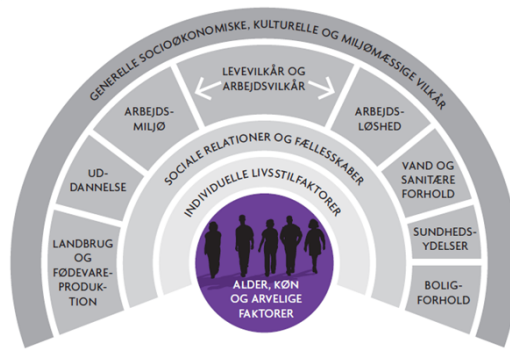 GENERELLE SOCIOØKONOMISKE, KULTURELLE OG MILJØMÆSSIGE VILKÅR
LEVEVILKÅR OG
ARBEJDSVILKÅR
ARBEJDS-
MILJØ
ARBEJDS-
LØSHED
UD-
DANNELSE
VAND OG
SANITÆRE
FORHOLD
LANDBRUG
OG
FØDEVARE-
PRODUK-
TION
SUNDHEDS-
YDELSER
BOLIG-
FORHOLD
SOCIALE RELATIONER OG FÆLLESSKABER
INDIVIDUELLE LIVSSTILFAKTORER
ALDER, KØN
OG ARVELIGE
FAKTORER